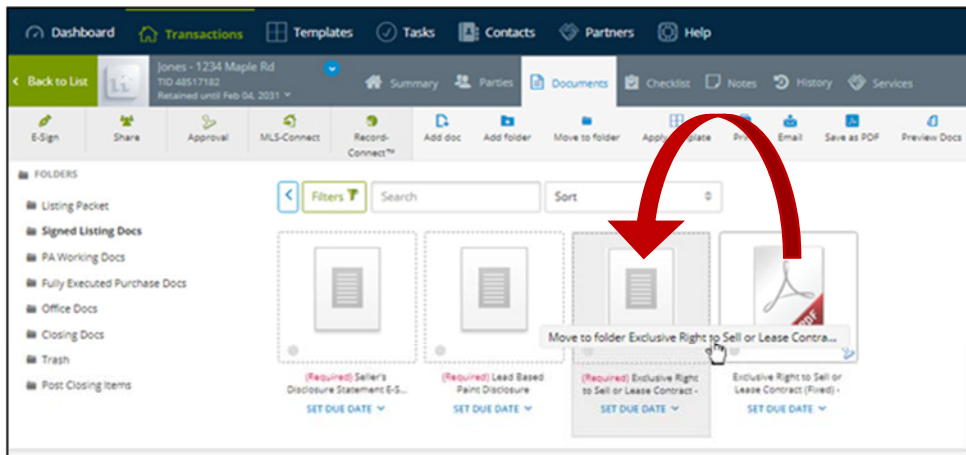 Dashboard Transactions Templates Tasks Contacts Partners Help
Back to List
Jones - 1234 Maple Rd
TID 48517182
Retained until Feb 04, 2031
Summary Parties Documents Checklist Notes History Services
E-Sign Share Approval MLS-Connect Record-Connect™ Add doc Add folder Move to folder Email Save as PDF Preview Docs
FOLDERS
Listing Packet
Signed Listing Docs
PA Working Docs
Fully Executed Purchase Docs
Office Docs
Closing Docs
Trash
Post Closing Items
Filters Search Sort
Move to folder Exclusive Right to Sell or Lease Contra...
(Required) Seller's
Disclosure Statement E-S...
SET DUE DATE
(Required) Lead Based
Paint Disclosure
SET DUE DATE
(Required) Exclusive Right
to Sell or Lease Contract -
SET DUE DATE
Exclusive Right to Sell or
Lease Contract (Fixed) -
SET DUE DATE